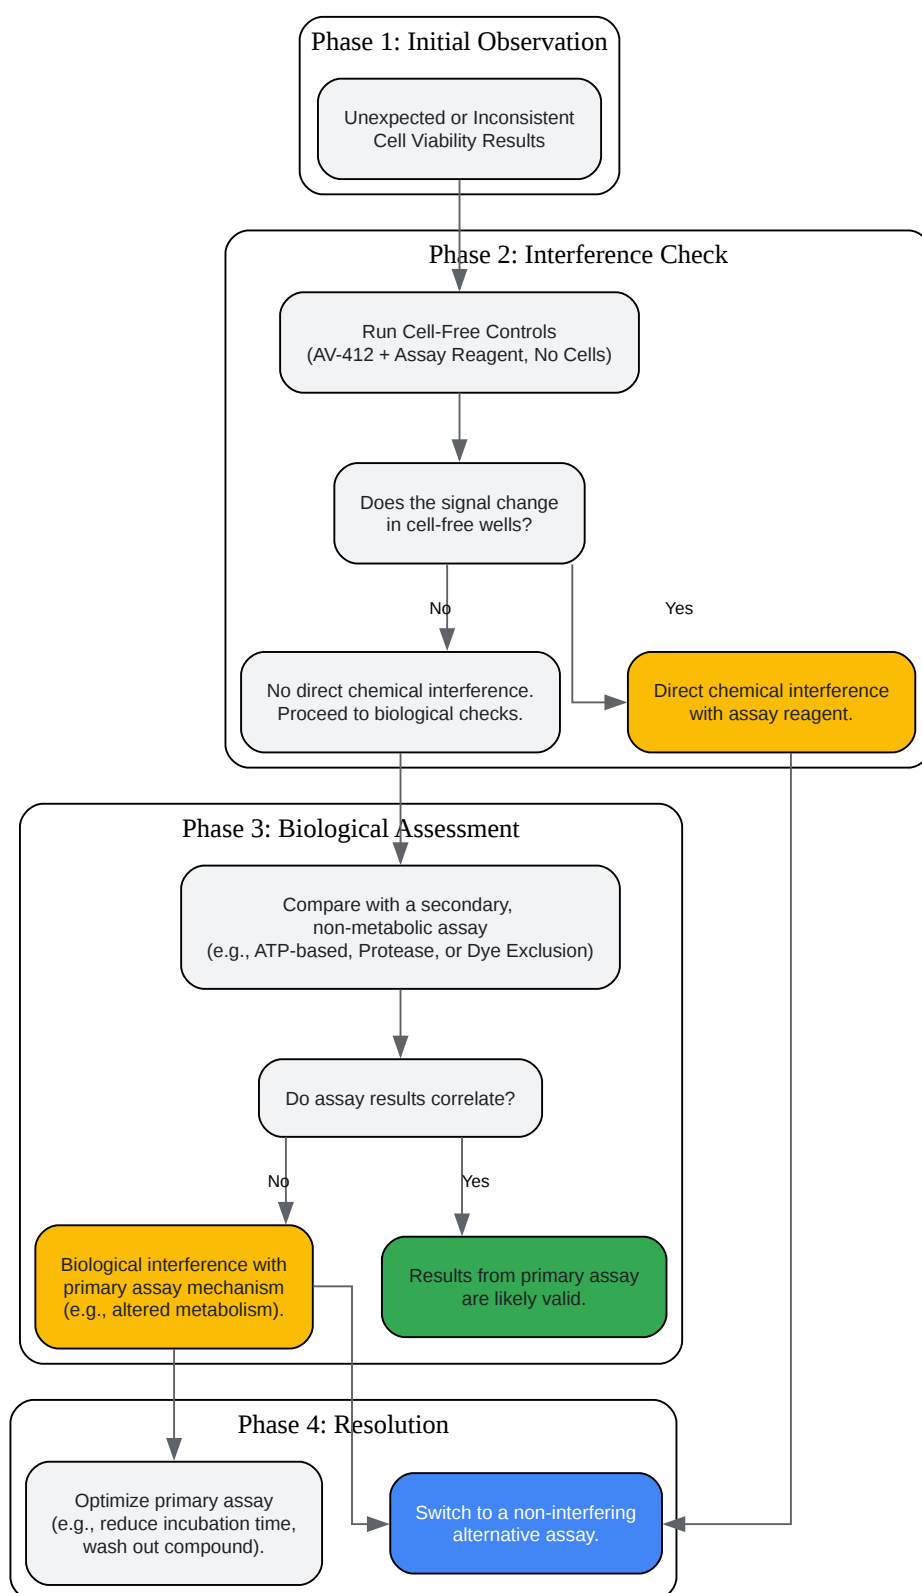 Phase 1: Initial Observation
Unexpected or Inconsistent
Cell Viability Results
Phase 2: Interference Check
Run Cell-Free Controls
(AV-412 + Assay Reagent, No Cells)
Does the signal change
in cell-free wells?
No
Yes
No direct chemical interference.
Proceed to biological checks.
Direct chemical interference
with assay reagent.
Phase 3: Biological Assessment
Compare with a secondary,
non-metabolic assay
(e.g., ATP-based, Protease, or Dye Exclusion)
Do assay results correlate?
No
Yes
Biological interference with
primary assay mechanism
(e.g., altered metabolism).
Results from primary assay
are likely valid.
Phase 4: Resolution
Optimize primary assay
(e.g., reduce incubation time,
wash out compound).
Switch to a non-interfering
alternative assay.